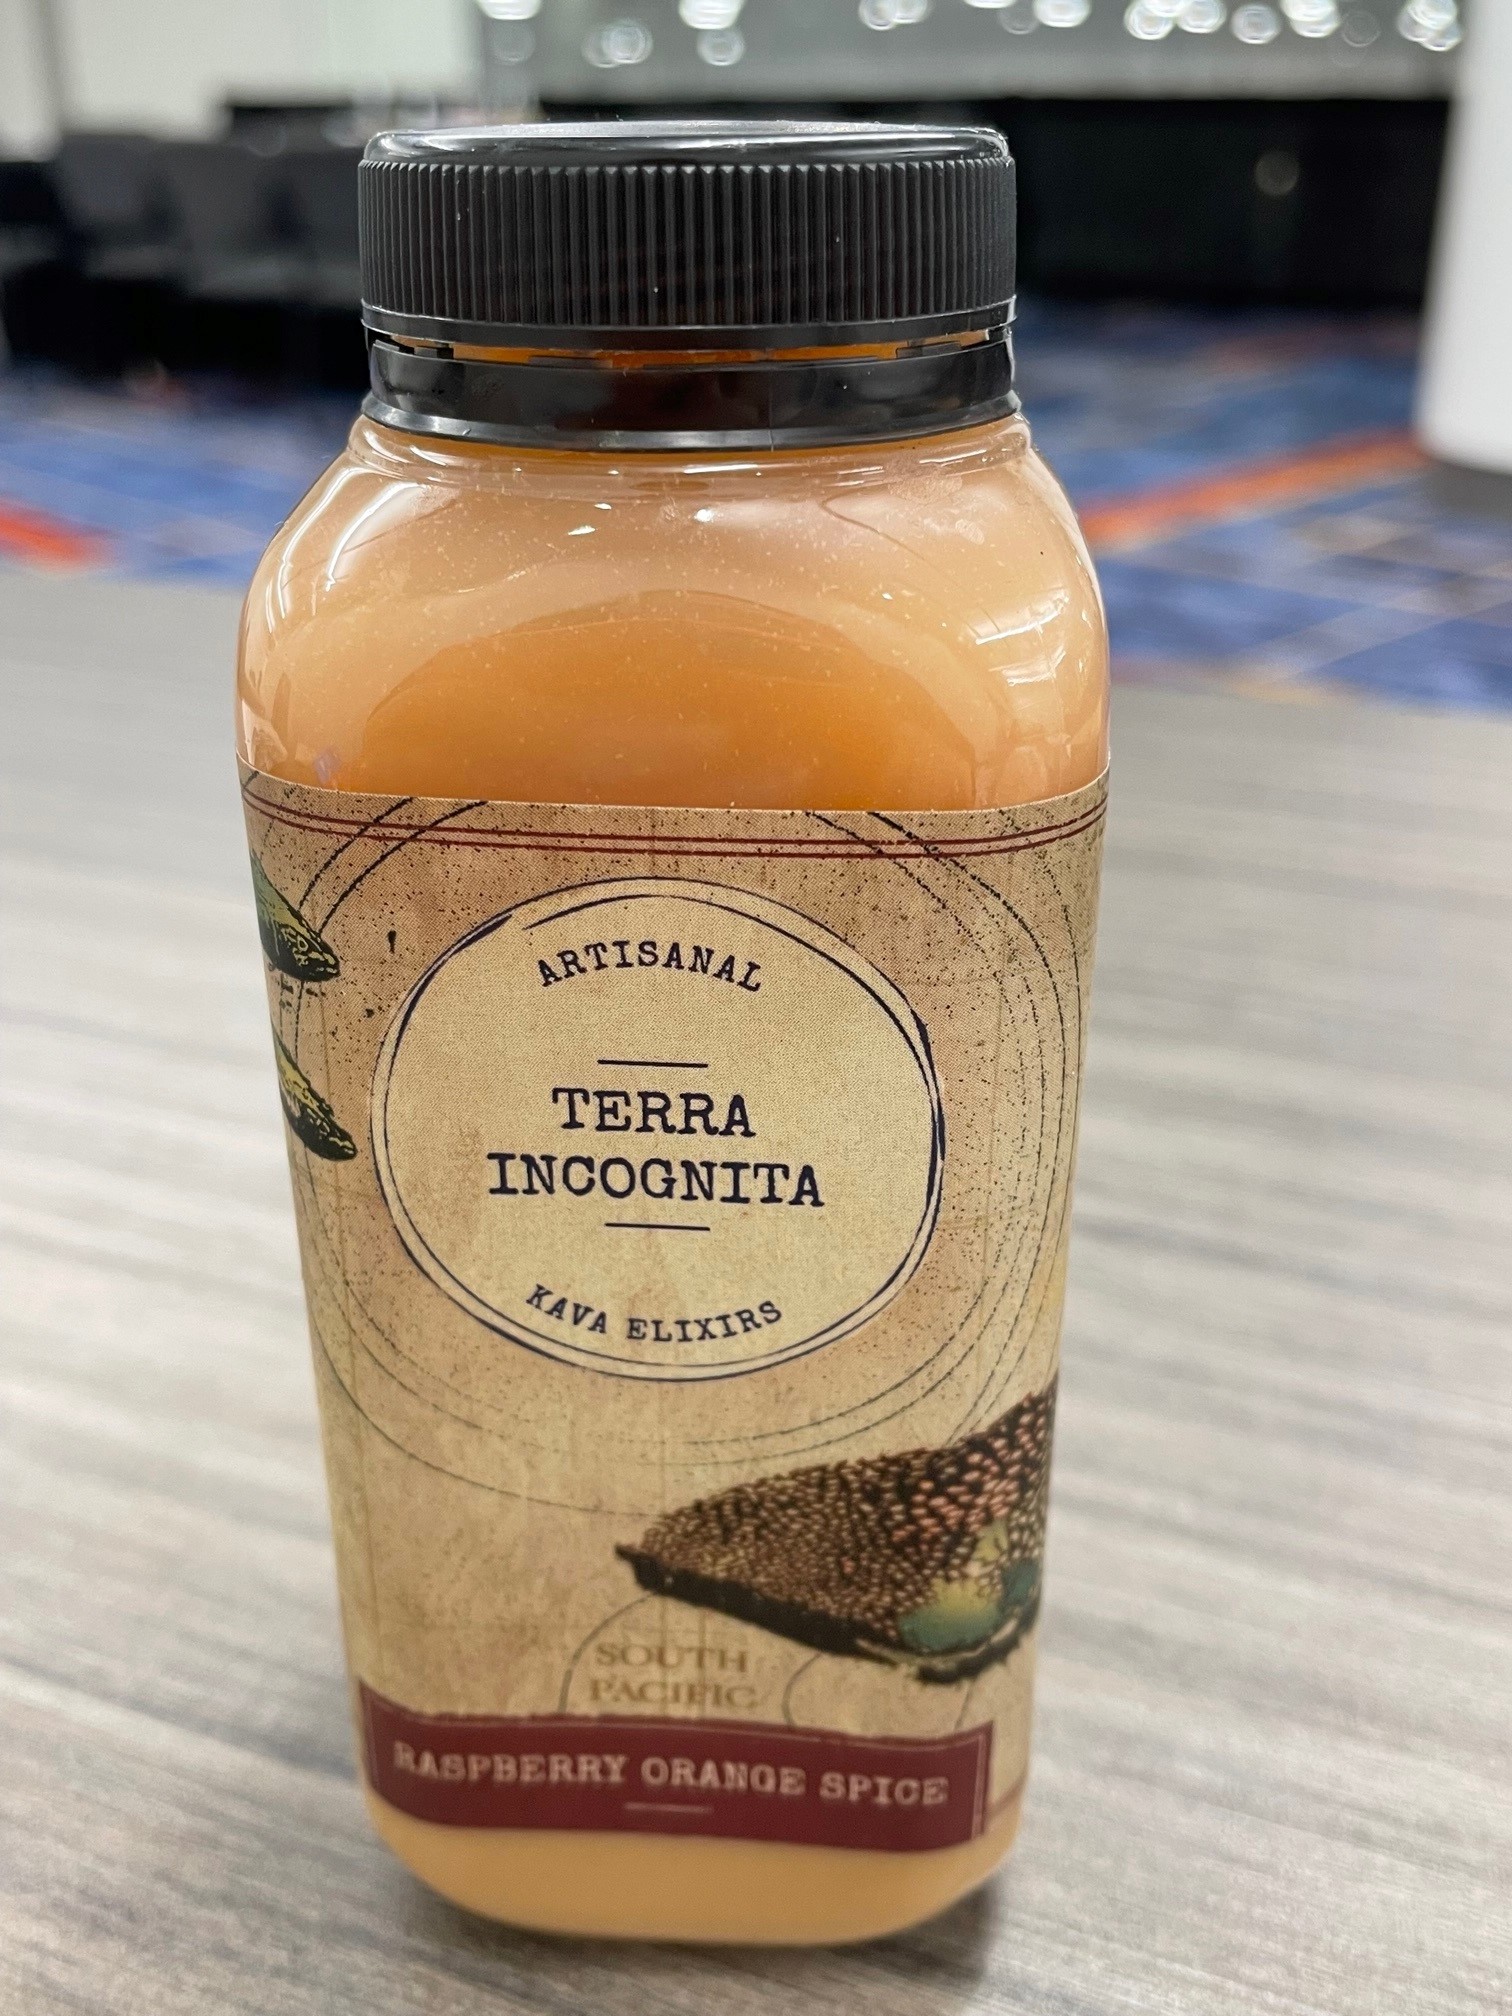 ARTISANAL
TERRA
INCOGNITA
KAVA ELIXIRS
SOUTH
PACIFIC
RASPBERRY ORANGE SPICE